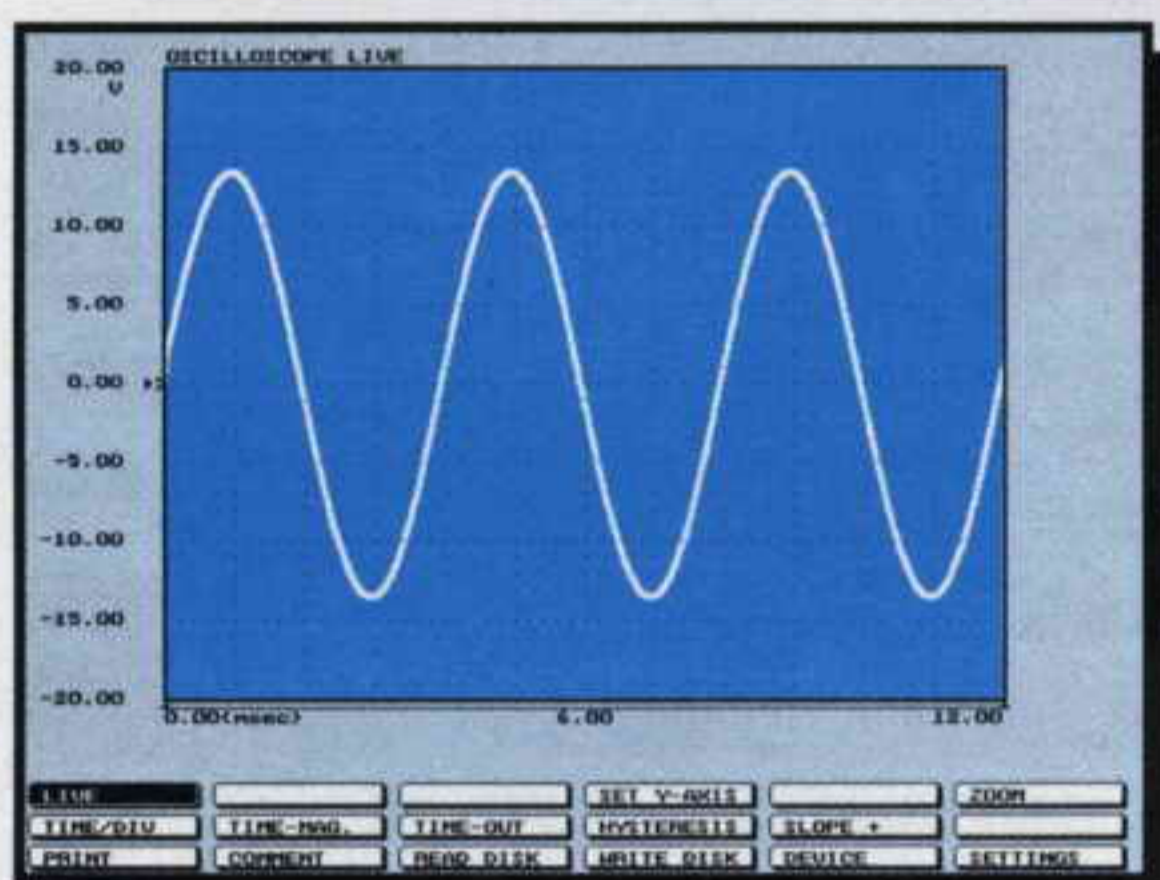 OSCILLOSCOPE LIVE
20.00
V
15.00
10.00
5.00
0.00
-5.00
-10.00
-15.00
-20.00
0.00(msec) 6.00 12.00
LIVE SET Y-AXIS ZOOM
TIME/DIV TIME-MAG. TIME-OUT HYSTERESIS SLOPE +
PRINT COMMENT READ DISK WRITE DISK DEVICE SETTINGS